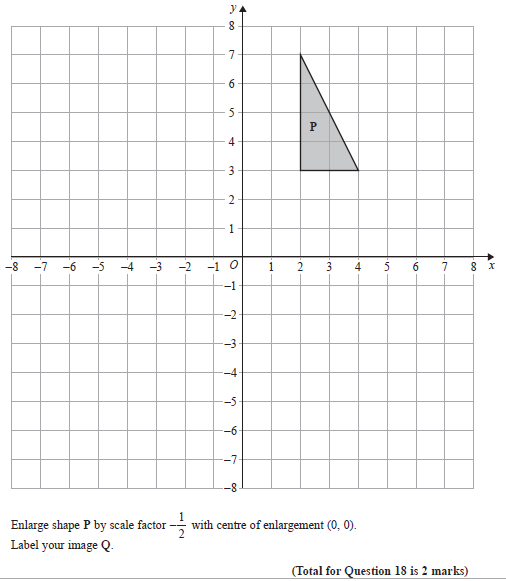 y
8
7
6
5
P
4
3
2
1
–8 –7 –6 –5 –4 –3 –2 –1 O 1 2 3 4 5 6 7 8 x
–1
–2
–3
–4
–5
–6
–7
–8
Enlarge shape P by scale factor –1/2 with centre of enlargement (0, 0).
Label your image Q.
(Total for Question 18 is 2 marks)